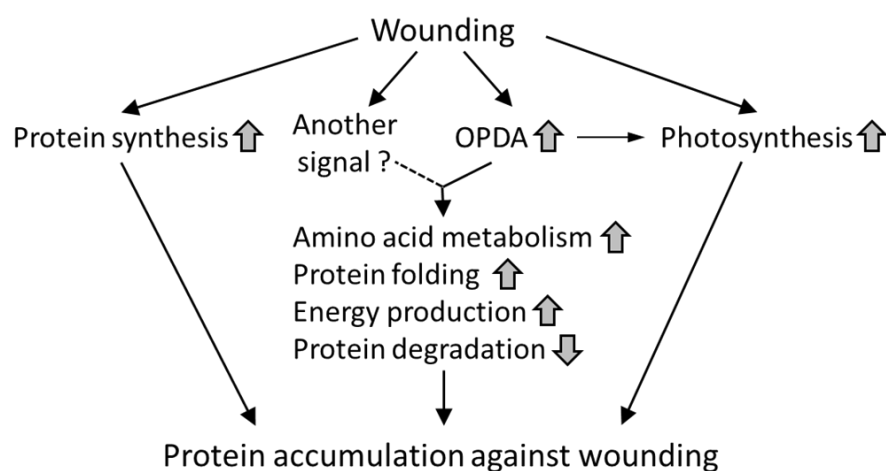 Wounding
Protein synthesis
Another
signal ?
OPDA
Photosynthesis
Amino acid metabolism
Protein folding
Energy production
Protein degradation
Protein accumulation against wounding